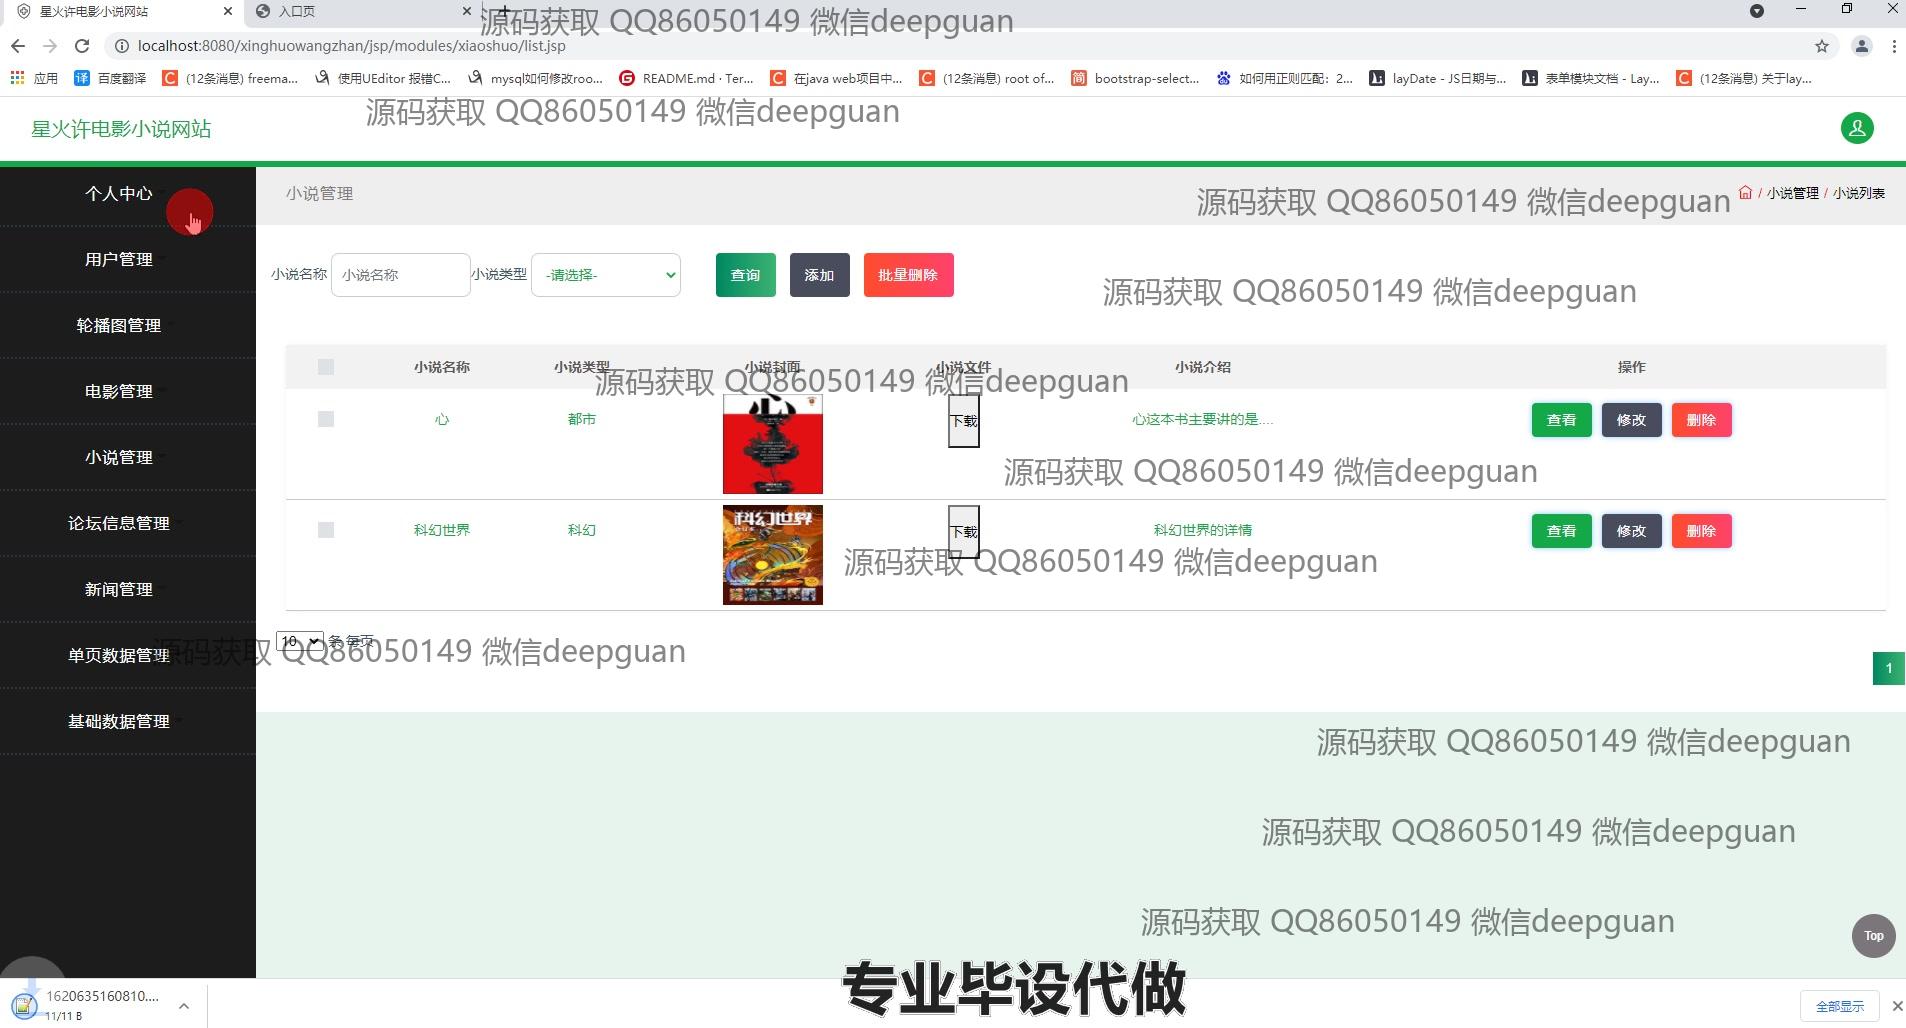 星火许电影小说网站
入口页
源码获取 QQ86050149 微信deepguan
localhost:8080/xinghuowangzhan/jsp/modules/xiaoshuo/list.jsp
应用
百度翻译
(12条消息) freema...
使用UEditor 报错C...
mysql如何修改roo...
README.md · Ter...
在java web项目中...
(12条消息) root of...
bootstrap-select...
如何用正则匹配：2...
layDate - JS日期与...
表单模块文档 - Lay...
(12条消息) 关于lay...
源码获取 QQ86050149 微信deepguan
星火许电影小说网站
个人中心
用户管理
轮播图管理
电影管理
小说管理
论坛信息管理
新闻管理
单页数据管理
基础数据管理
小说管理
源码获取 QQ86050149 微信deepguan
/ 小说管理 / 小说列表
小说名称 小说名称 小说类型 -请选择- 查询 添加 批量删除
源码获取 QQ86050149 微信deepguan
小说名称 小说类型 小说封面 小说文件 小说介绍 操作
源码获取 QQ86050149 微信deepguan
心 都市 心 下载 心这本书主要讲的是.... 查看 修改 删除
源码获取 QQ86050149 微信deepguan
科幻世界 科幻 科幻世界 下载 科幻世界的详情 查看 修改 删除
源码获取 QQ86050149 微信deepguan
10 条 每页
源码获取 QQ86050149 微信deepguan
1
源码获取 QQ86050149 微信deepguan
源码获取 QQ86050149 微信deepguan
源码获取 QQ86050149 微信deepguan
Top
专业毕设代做
1620635160810....
11/11 B
全部显示